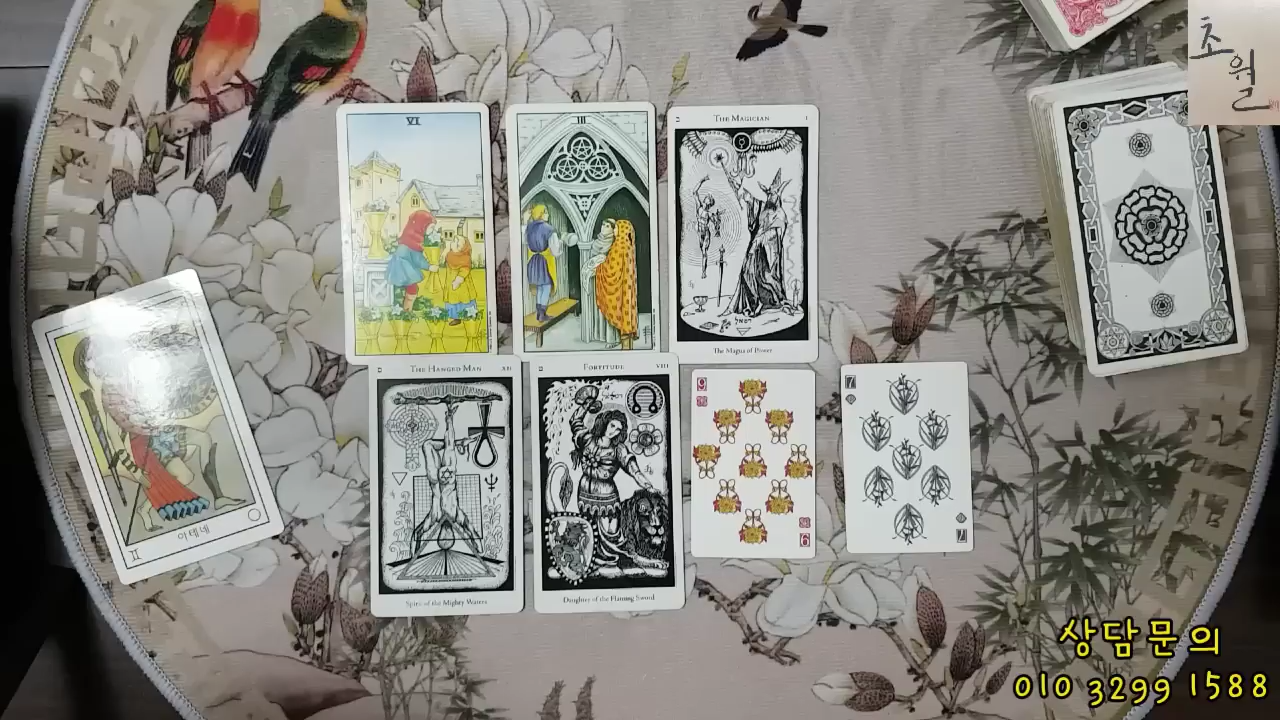 초월
VI
III
THE MAGICIAN
I
The Magus of Power
THE HANGED MAN
XII
Spirit of the Mighty Waters
FORTITUDE
VIII
Daughter of the Flaming Sword
9
9
7
7
아테네
상담문의
010 3299 1588